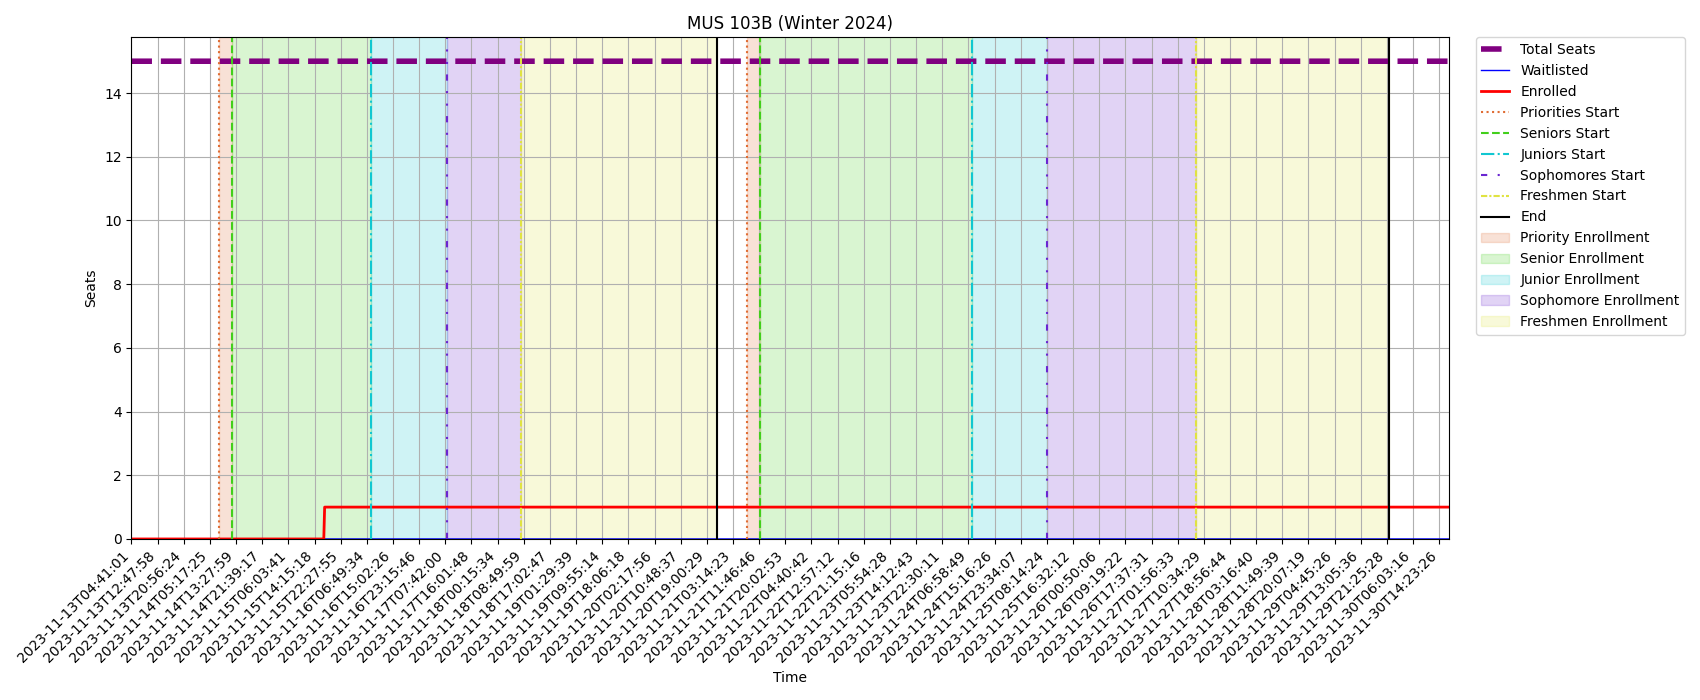 MUS 103B (Winter 2024)
Seats
14
12
10
8
6
4
2
0
2023-11-13T04:41:01
2023-11-13T12:47:58
2023-11-13T20:56:24
2023-11-14T05:17:25
2023-11-14T13:27:59
2023-11-14T21:39:17
2023-11-15T06:03:41
2023-11-15T14:15:18
2023-11-15T22:27:55
2023-11-16T06:49:34
2023-11-16T15:02:26
2023-11-16T23:15:46
2023-11-17T07:42:00
2023-11-17T16:01:48
2023-11-18T00:15:34
2023-11-18T08:49:59
2023-11-18T17:02:47
2023-11-19T01:29:39
2023-11-19T09:55:14
2023-11-19T18:06:18
2023-11-20T02:17:56
2023-11-20T10:48:37
2023-11-20T19:00:29
2023-11-21T03:14:23
2023-11-21T11:46:46
2023-11-21T20:02:53
2023-11-22T04:40:42
2023-11-22T12:57:12
2023-11-22T21:15:16
2023-11-23T05:54:28
2023-11-23T14:12:43
2023-11-23T22:30:11
2023-11-24T06:58:49
2023-11-24T15:16:26
2023-11-24T23:34:07
2023-11-25T08:14:24
2023-11-25T16:32:12
2023-11-26T00:50:06
2023-11-26T09:19:22
2023-11-26T17:37:31
2023-11-27T01:56:33
2023-11-27T10:34:29
2023-11-27T18:56:44
2023-11-28T03:16:40
2023-11-28T11:49:39
2023-11-28T20:07:19
2023-11-29T04:45:26
2023-11-29T13:05:36
2023-11-29T21:25:28
2023-11-30T06:03:16
2023-11-30T14:23:26
Time
Total Seats
Waitlisted
Enrolled
Priorities Start
Seniors Start
Juniors Start
Sophomores Start
Freshmen Start
End
Priority Enrollment
Senior Enrollment
Junior Enrollment
Sophomore Enrollment
Freshmen Enrollment